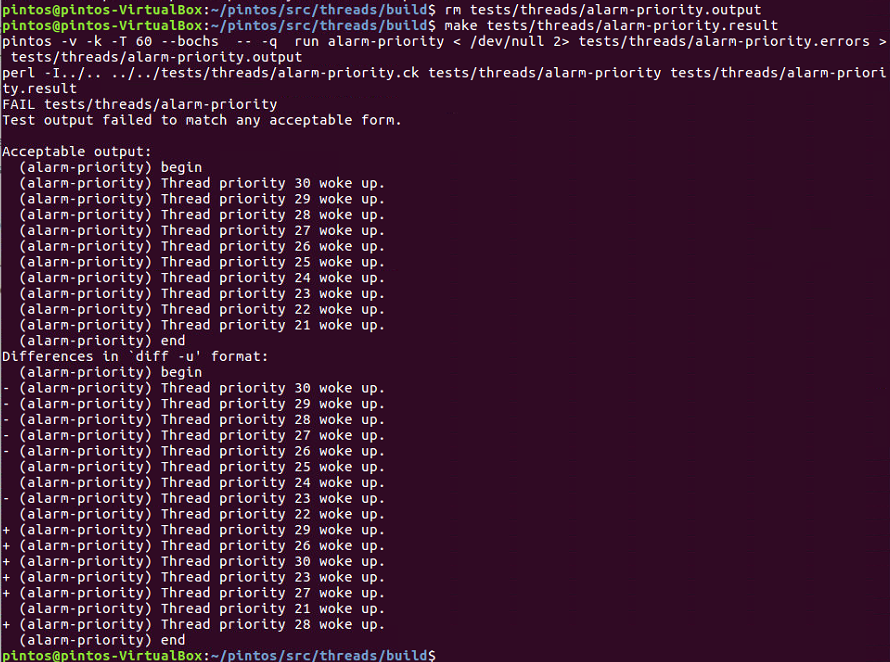 pintos@pintos-VirtualBox:~/pintos/src/threads/build$ rm tests/threads/alarm-priority.output
pintos@pintos-VirtualBox:~/pintos/src/threads/build$ make tests/threads/alarm-priority.result
pintos -v -k -T 60 --bochs  -- -q  run alarm-priority < /dev/null 2> tests/threads/alarm-priority.errors >
 tests/threads/alarm-priority.output
perl -I../.. ../../tests/threads/alarm-priority.ck tests/threads/alarm-priority tests/threads/alarm-priori
ty.result
FAIL tests/threads/alarm-priority
Test output failed to match any acceptable form.

Acceptable output:
  (alarm-priority) begin
  (alarm-priority) Thread priority 30 woke up.
  (alarm-priority) Thread priority 29 woke up.
  (alarm-priority) Thread priority 28 woke up.
  (alarm-priority) Thread priority 27 woke up.
  (alarm-priority) Thread priority 26 woke up.
  (alarm-priority) Thread priority 25 woke up.
  (alarm-priority) Thread priority 24 woke up.
  (alarm-priority) Thread priority 23 woke up.
  (alarm-priority) Thread priority 22 woke up.
  (alarm-priority) Thread priority 21 woke up.
  (alarm-priority) end
Differences in `diff -u' format:
  (alarm-priority) begin
- (alarm-priority) Thread priority 30 woke up.
- (alarm-priority) Thread priority 29 woke up.
- (alarm-priority) Thread priority 28 woke up.
- (alarm-priority) Thread priority 27 woke up.
- (alarm-priority) Thread priority 26 woke up.
  (alarm-priority) Thread priority 25 woke up.
  (alarm-priority) Thread priority 24 woke up.
- (alarm-priority) Thread priority 23 woke up.
  (alarm-priority) Thread priority 22 woke up.
+ (alarm-priority) Thread priority 29 woke up.
+ (alarm-priority) Thread priority 26 woke up.
+ (alarm-priority) Thread priority 30 woke up.
+ (alarm-priority) Thread priority 23 woke up.
+ (alarm-priority) Thread priority 27 woke up.
  (alarm-priority) Thread priority 21 woke up.
+ (alarm-priority) Thread priority 28 woke up.
  (alarm-priority) end
pintos@pintos-VirtualBox:~/pintos/src/threads/build$